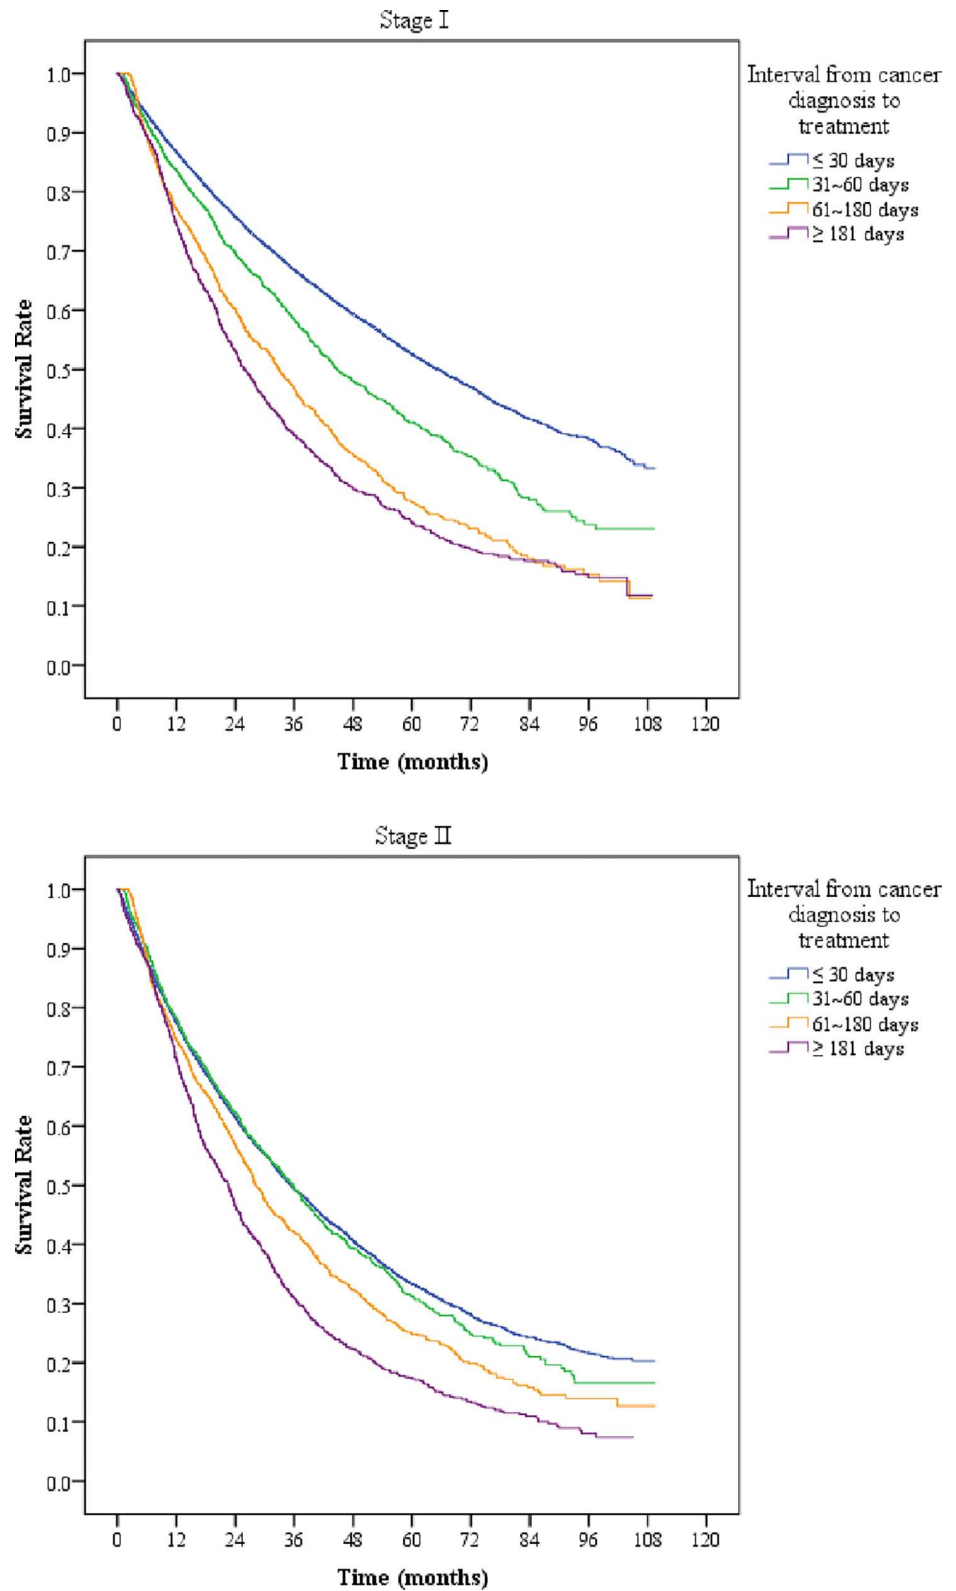 Stage I
Interval from cancer
diagnosis to
treatment
≤ 30 days
31~60 days
61~180 days
≥ 181 days
Survival Rate
1.0
0.9
0.8
0.7
0.6
0.5
0.4
0.3
0.2
0.1
0.0
0 12 24 36 48 60 72 84 96 108 120
Time (months)
Stage II
Interval from cancer
diagnosis to
treatment
≤ 30 days
31~60 days
61~180 days
≥ 181 days
Survival Rate
1.0
0.9
0.8
0.7
0.6
0.5
0.4
0.3
0.2
0.1
0.0
0 12 24 36 48 60 72 84 96 108 120
Time (months)